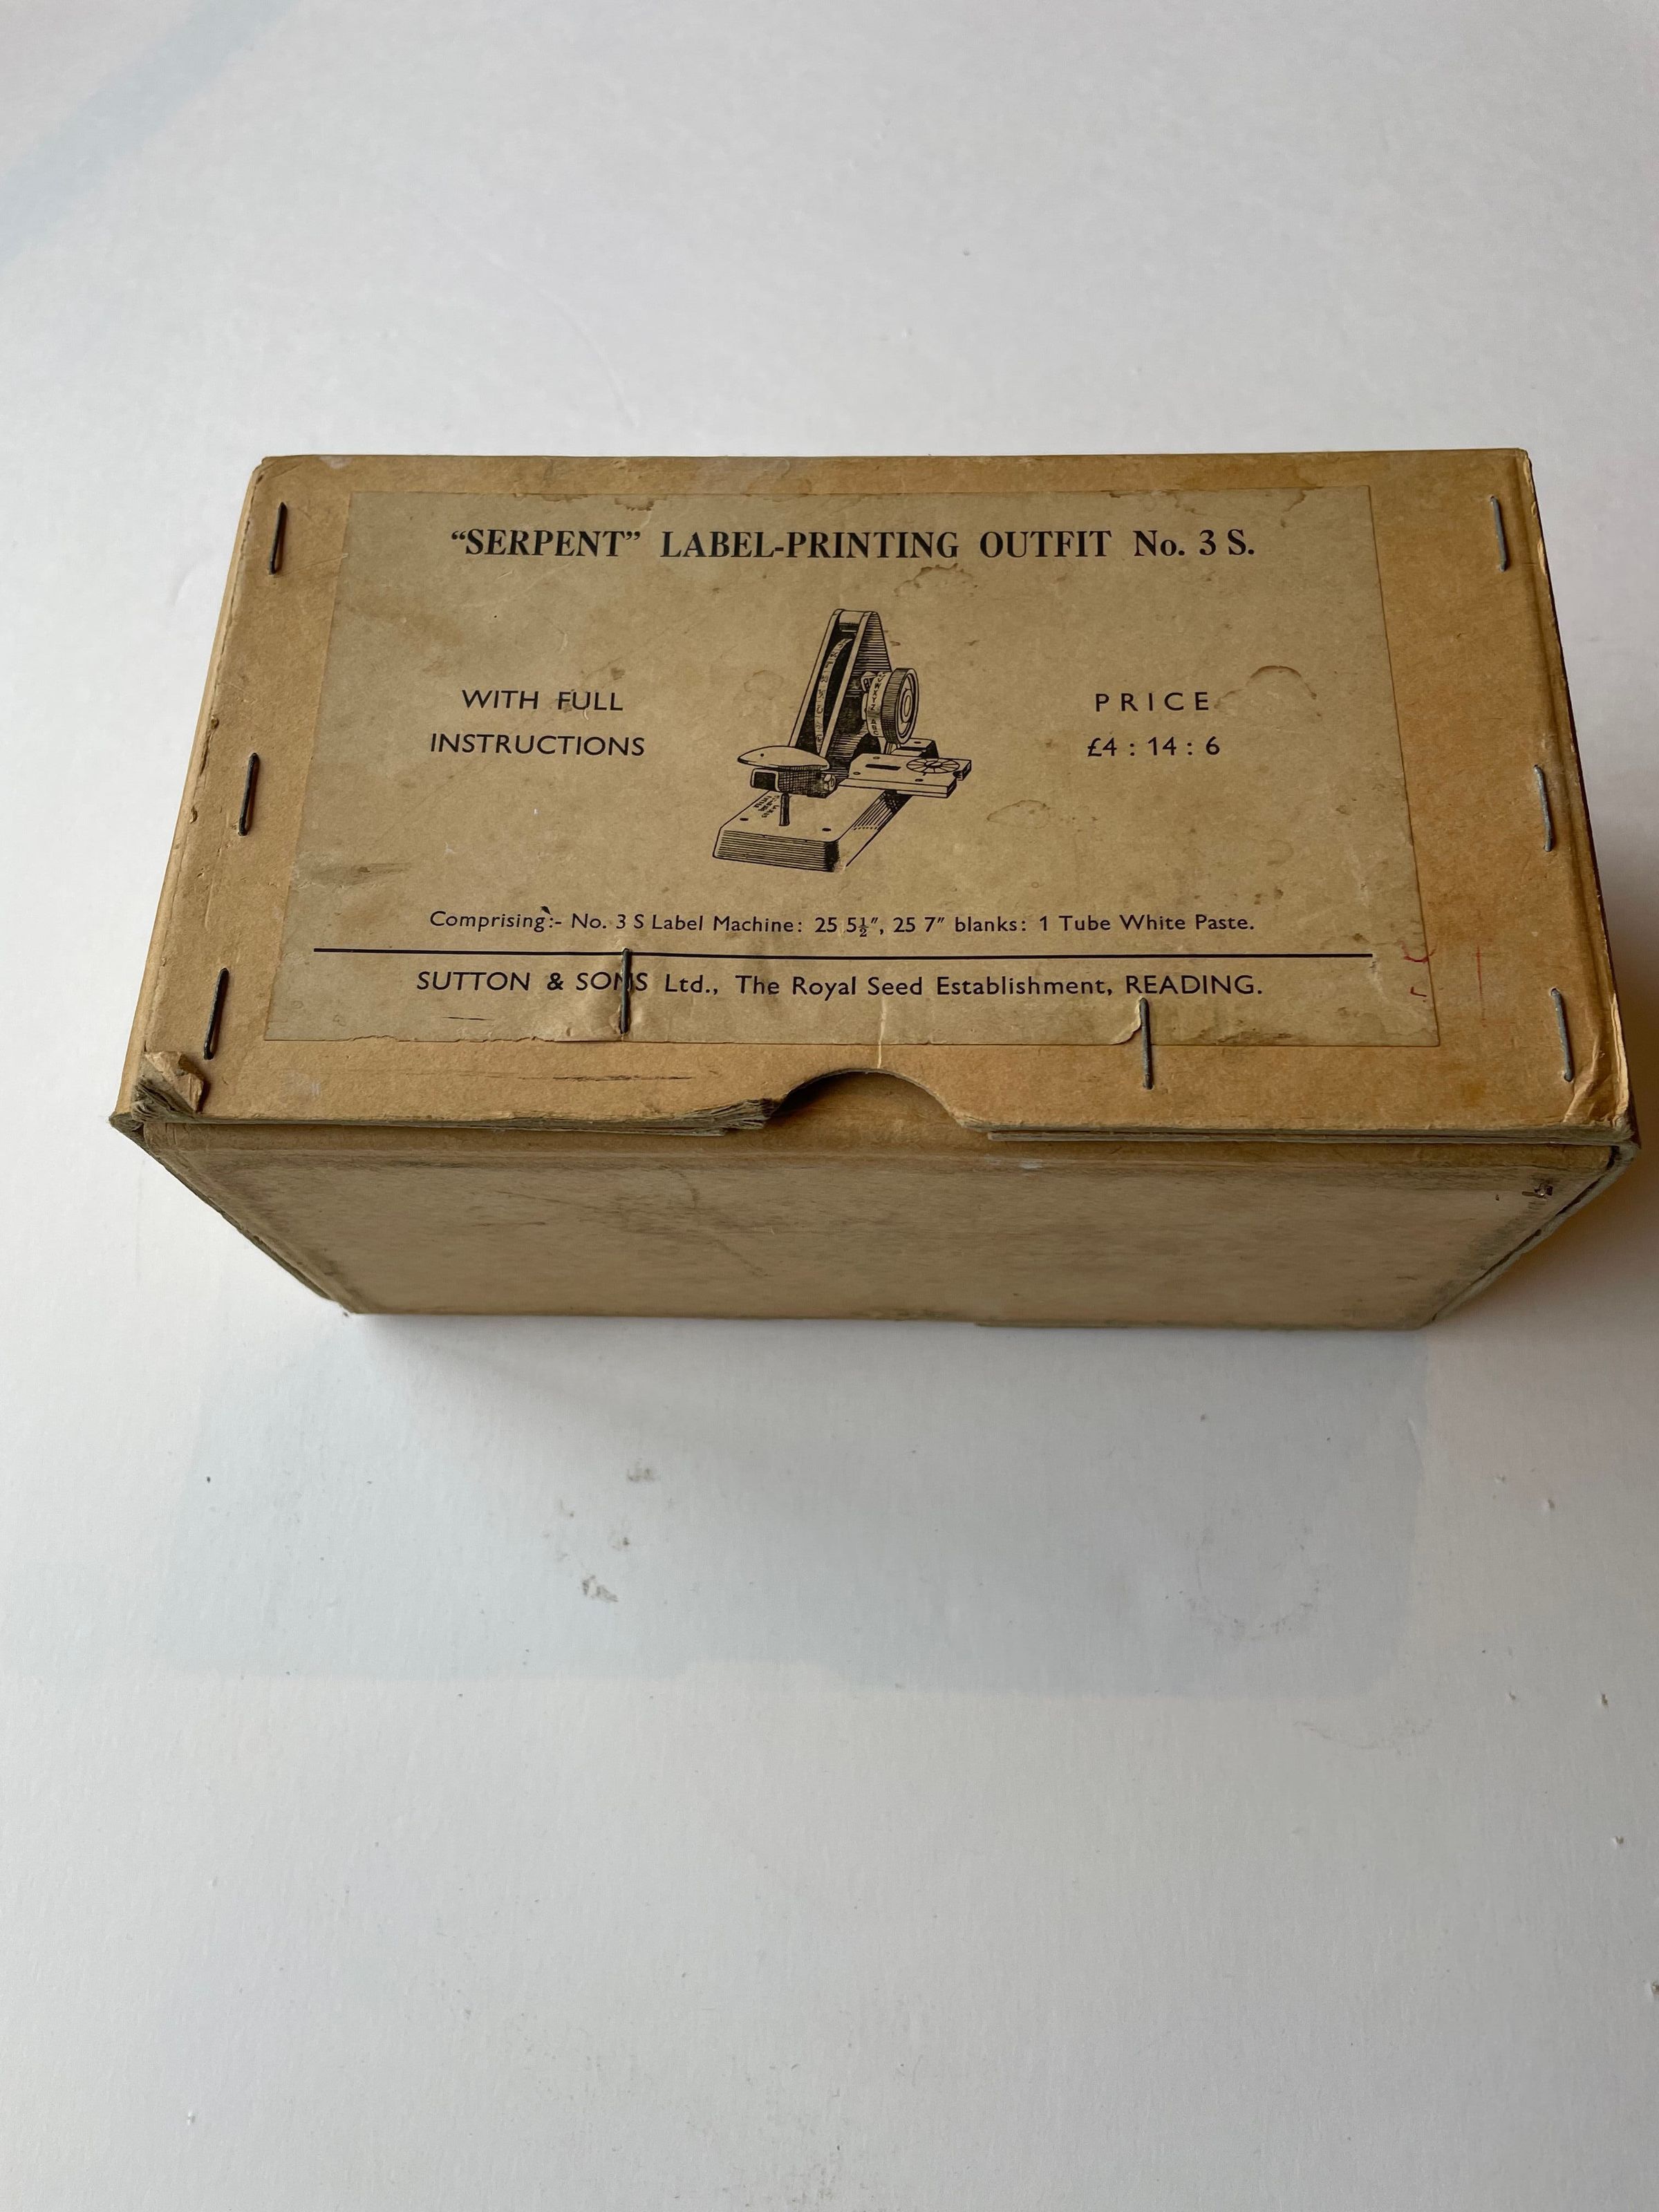 “SERPENT” LABEL-PRINTING OUTFIT No. 3 S.
WITH FULL
INSTRUCTIONS
PRICE
£4 : 14 : 6
Comprising:- No. 3 S Label Machine: 25 5½″, 25 7″ blanks: 1 Tube White Paste.
SUTTON & SONS Ltd., The Royal Seed Establishment, READING.